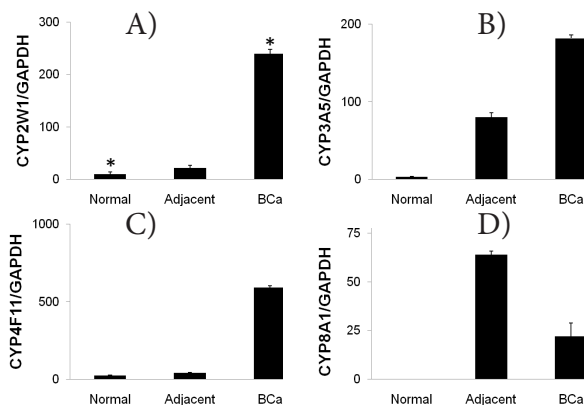 A)
CYP2W1/GAPDH
300
200
100
0
*
*
Normal Adjacent BCa
B)
CYP3A5/GAPDH
200
100
0
Normal Adjacent BCa
C)
CYP4F11/GAPDH
1000
500
0
Normal Adjacent BCa
D)
CYP8A1/GAPDH
75
50
25
0
Normal Adjacent BCa